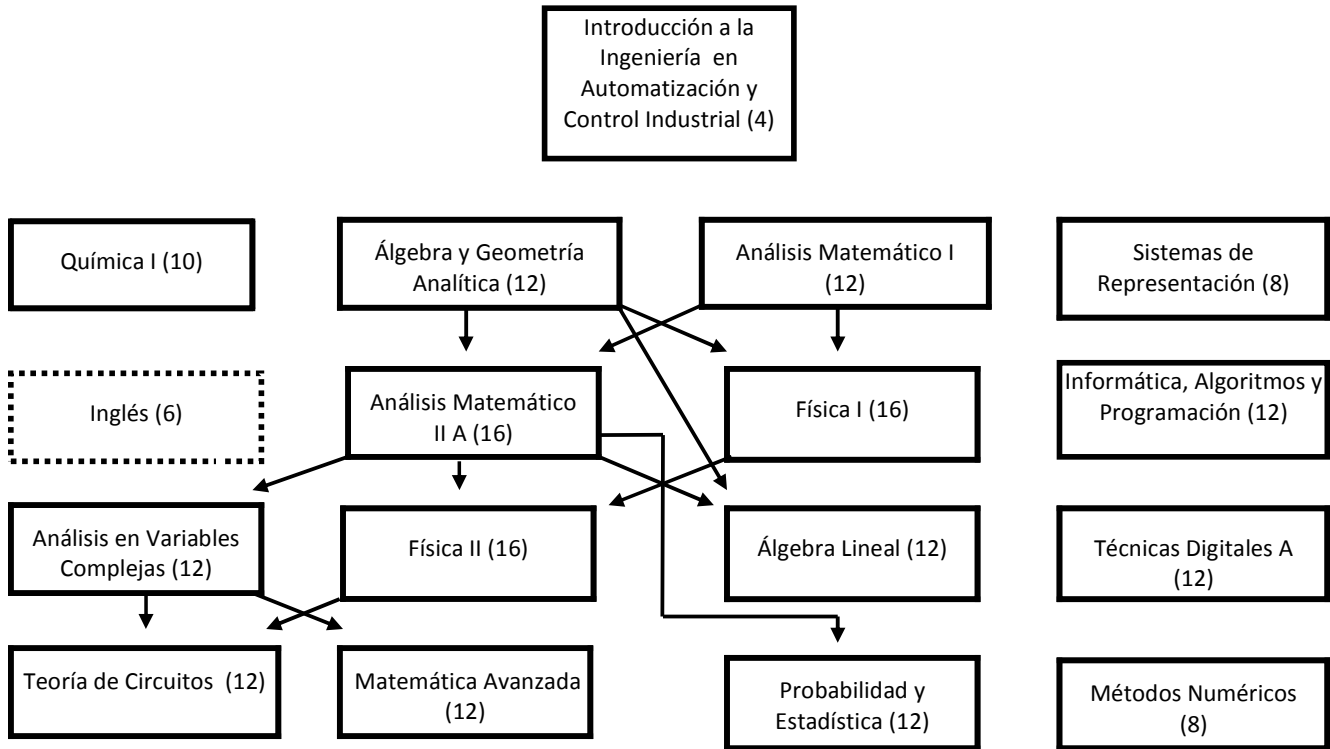 Introducción a la
Ingeniería en
Automatización y
Control Industrial (4)
Química I (10)
Álgebra y Geometría
Analítica (12)
Análisis Matemático I
(12)
Sistemas de
Representación (8)
Inglés (6)
Análisis Matemático
II A (16)
Física I (16)
Informática, Algoritmos y
Programación (12)
Análisis en Variables
Complejas (12)
Física II (16)
Álgebra Lineal (12)
Técnicas Digitales A
(12)
Teoría de Circuitos (12)
Matemática Avanzada
(12)
Probabilidad y
Estadística (12)
Métodos Numéricos
(8)